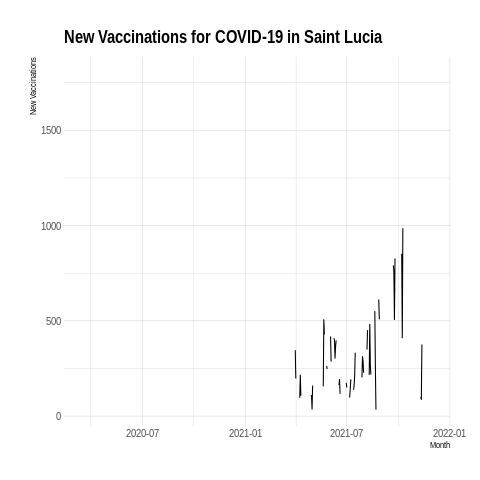 New Vaccinations for COVID-19 in Saint Lucia
New Vaccinations
1500
1000
500
0
2020-07
2021-01
2021-07
2022-01
Month